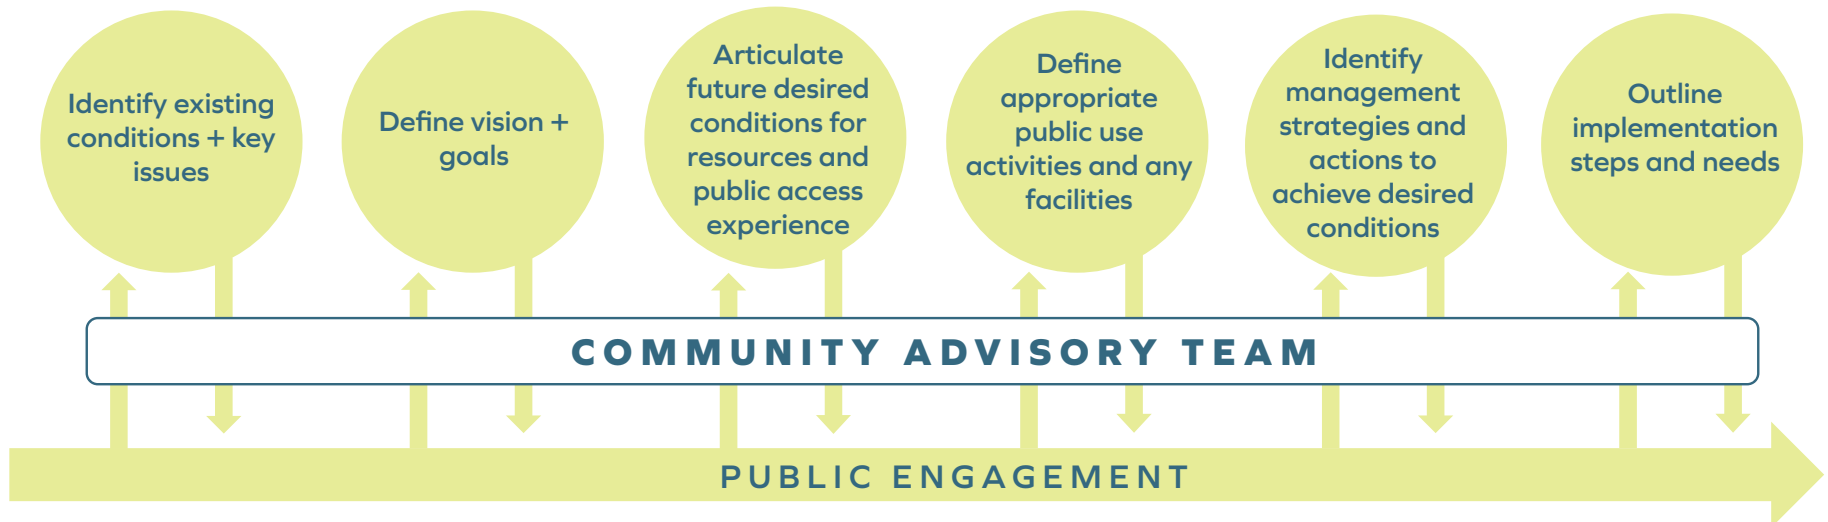 Identify existing
conditions + key
issues
Define vision +
goals
Articulate
future desired
conditions for
resources and
public access
experience
Define
appropriate
public use
activities and any
facilities
Identify
management
strategies and
actions to
achieve desired
conditions
Outline
implementation
steps and needs
COMMUNITY ADVISORY TEAM
PUBLIC ENGAGEMENT